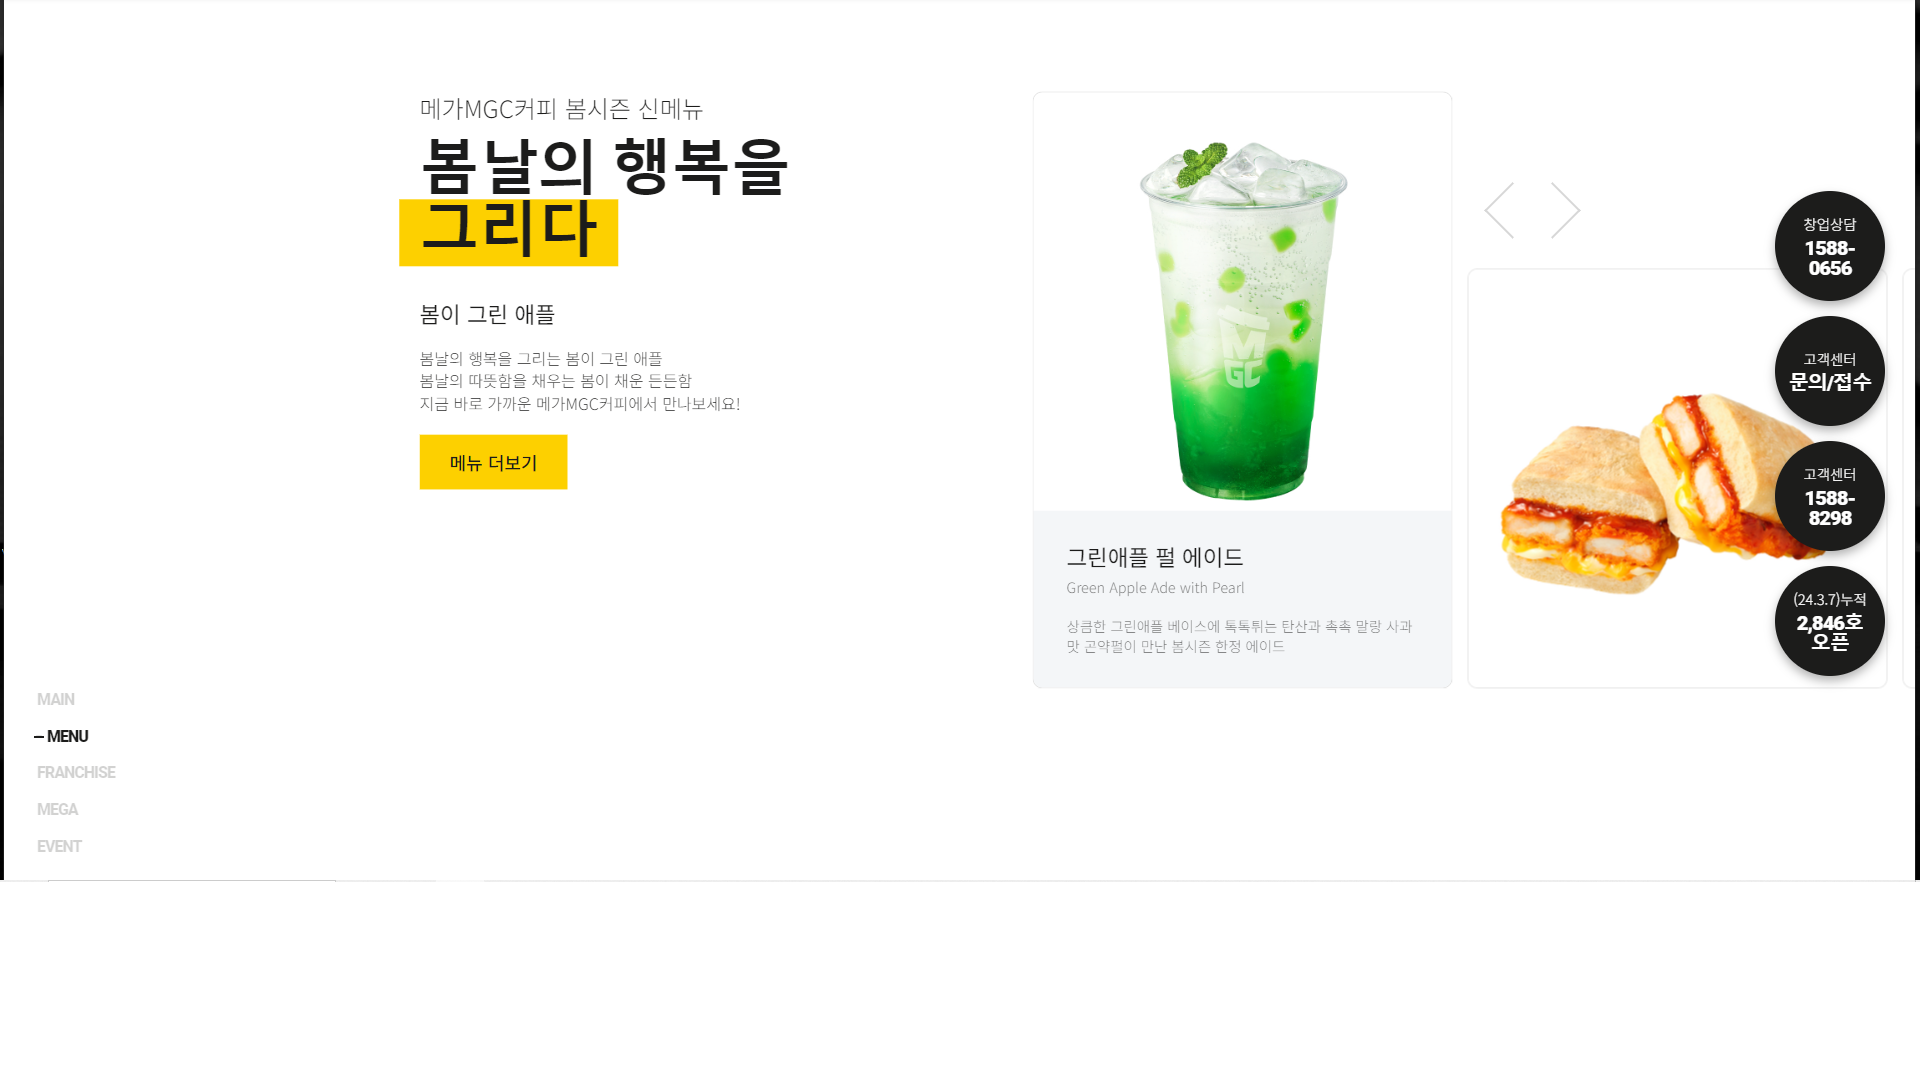 메가MGC커피 봄시즌 신메뉴
봄날의 행복을
그리다
봄이 그린 애플
봄날의 행복을 그리는 봄이 그린 애플
봄날의 따뜻함을 채우는 봄이 채운 든든함
지금 바로 가까운 메가MGC커피에서 만나보세요!
메뉴 더보기
MGC
그린애플 펄 에이드
Green Apple Ade with Pearl
상큼한 그린애플 베이스에 톡톡튀는 탄산과 촉촉 말랑 사과
맛 곤약펄이 만난 봄시즌 한정 에이드
창업상담
1588-
0656
고객센터
문의/접수
고객센터
1588-
8298
(24.3.7)누적
2,846호
오픈
MAIN
MENU
FRANCHISE
MEGA
EVENT